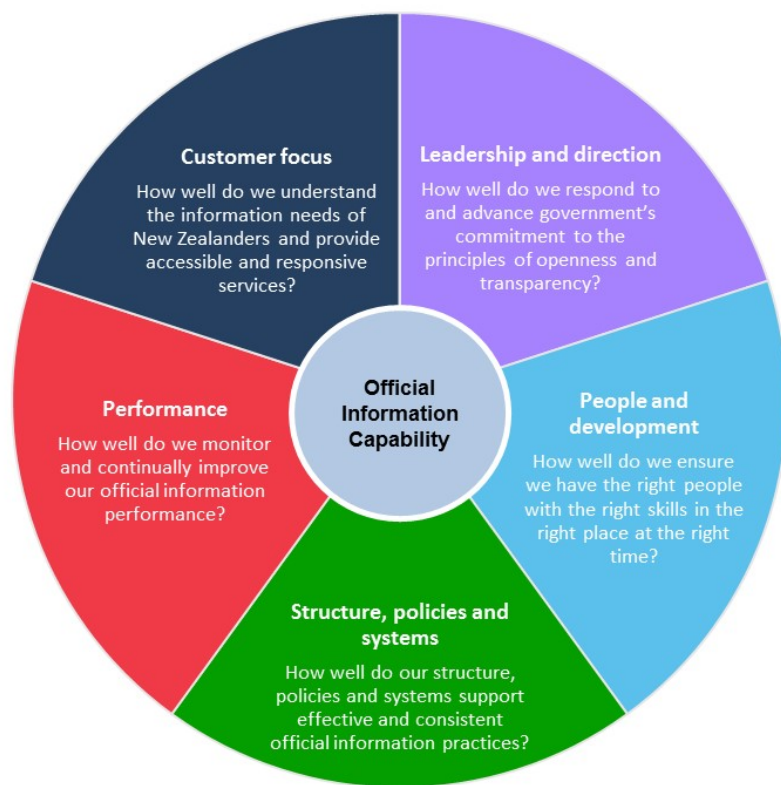 Customer focus
How well do we understand
the information needs of
New Zealanders and provide
accessible and responsive
services?
Leadership and direction
How well do we respond to
and advance government's
commitment to the
principles of openness and
transparency?
Official
Information
Capability
Performance
How well do we monitor
and continually improve
our official information
performance?
People and
development
How well do we ensure
we have the right people
with the right skills in the
right place at the right
time?
Structure, policies and
systems
How well do our structure,
policies and systems support
effective and consistent
official information practices?